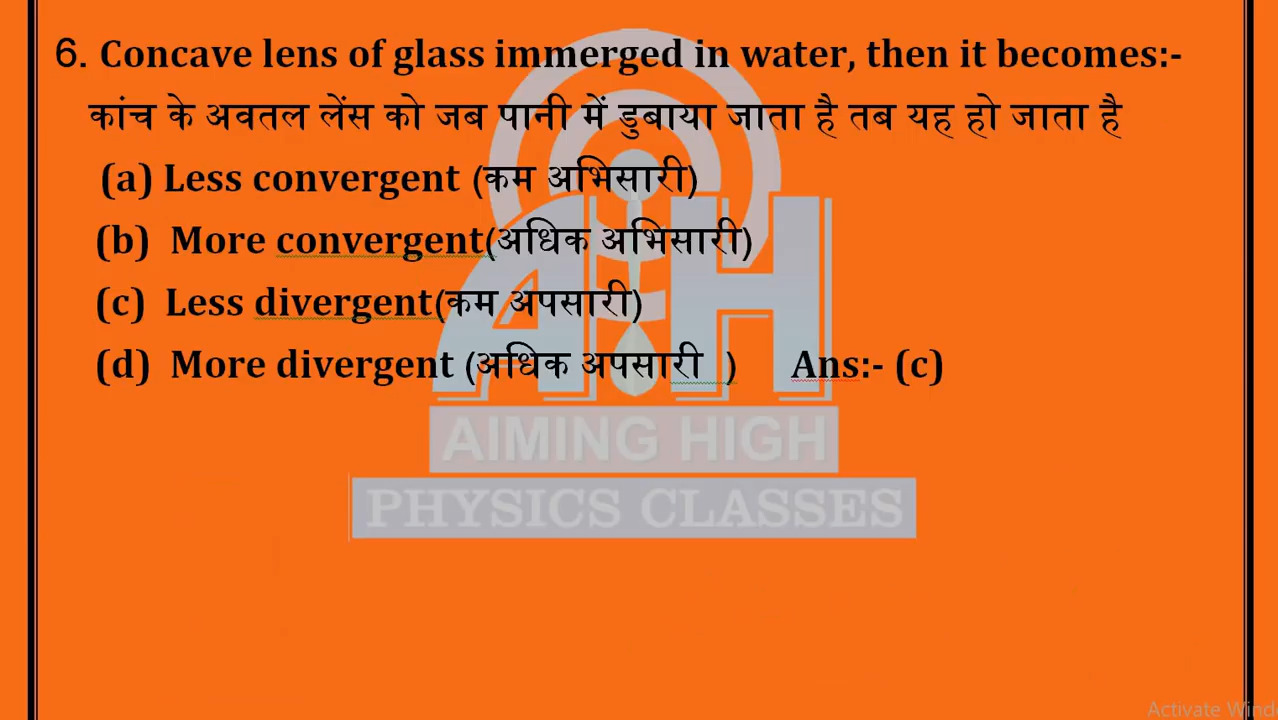 6. Concave lens of glass immerged in water, then it becomes:-
कांच के अवतल लेंस को जब पानी में डुबाया जाता है तब यह हो जाता है
(a) Less convergent (कम अभिसारी)
(b) More convergent(अधिक अभिसारी)
(c) Less divergent(कम अपसारी)
(d) More divergent (अधिक अपसारी ) Ans:- (c)
AH
AIMING HIGH
PHYSICS CLASSES
Activate